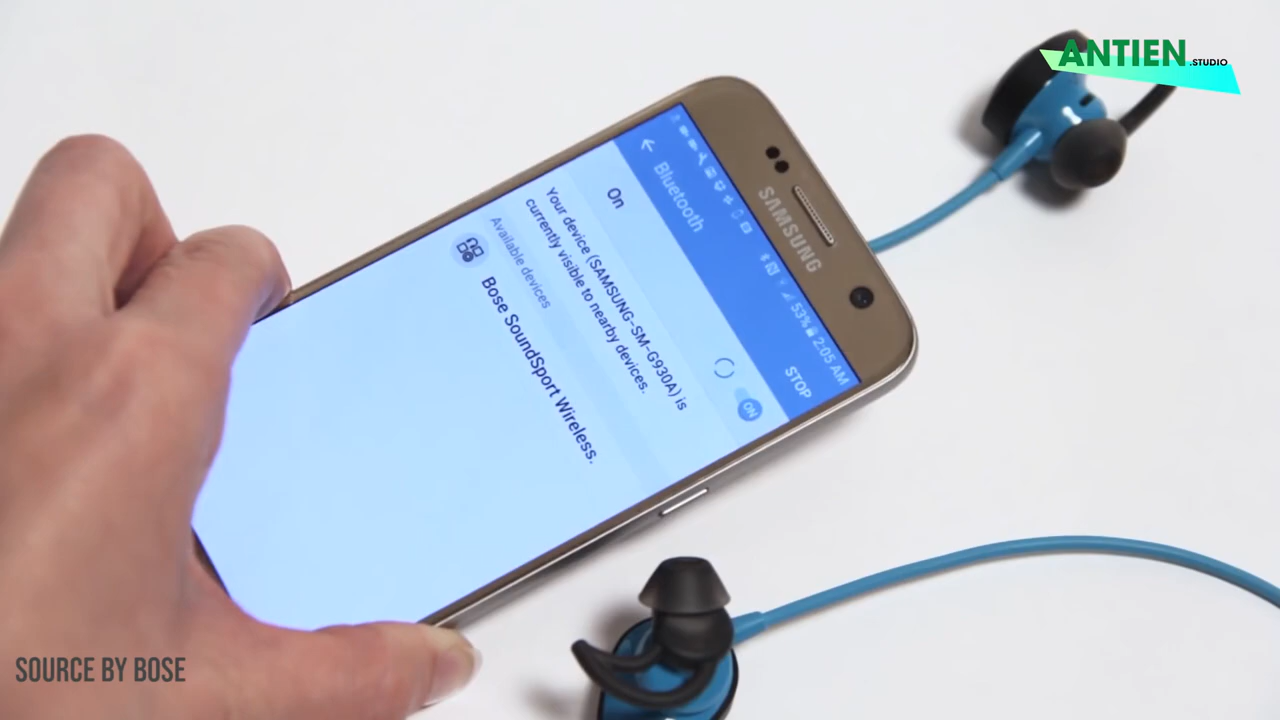 ANTIEN.STUDIO
SAMSUNG
53% 2:05 AM
Bluetooth
STOP
On
ON
Your device (SAMSUNG-SM-G930A) is
currently visible to nearby devices.
Available devices
Bose SoundSport Wireless.
SOURCE BY BOSE